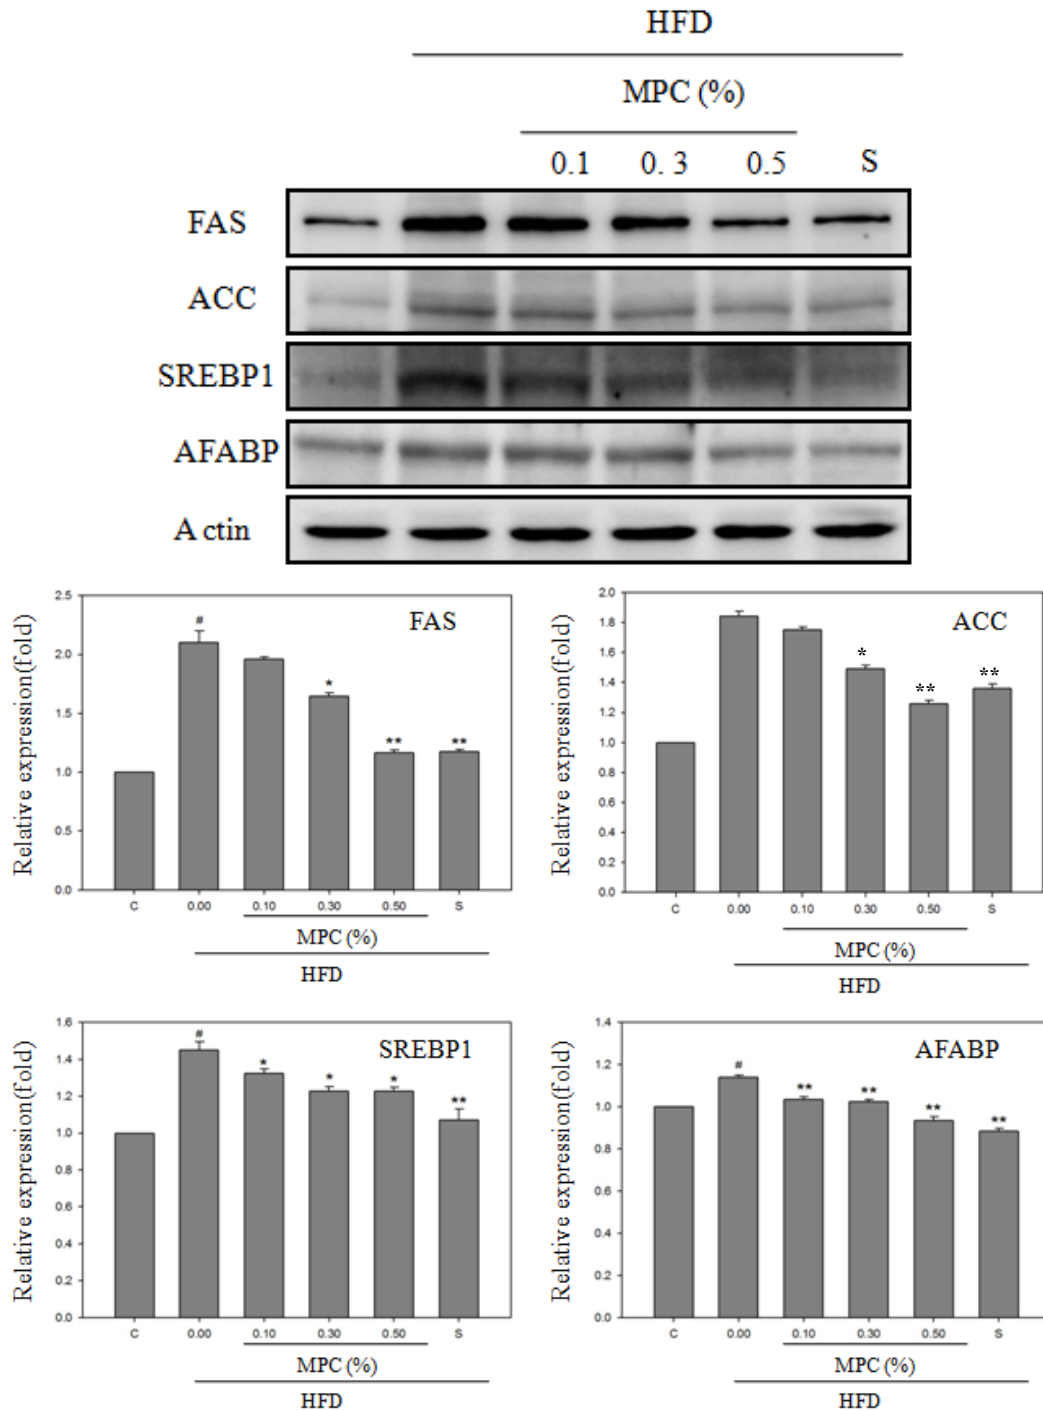 HFD
MPC (%)
0.1 0. 3 0.5 S
FAS
ACC
SREBP1
AFABP
A ctin
Relative expression(fold)
2.5
2.0
1.5
1.0
0.5
0.0
FAS
#
*
**
**
C 0.00 0.10 0.30 0.50 S
MPC (%)
HFD
Relative expression(fold)
2.0
1.8
1.6
1.4
1.2
1.0
0.8
0.6
0.4
0.2
0.0
ACC
*
**
**
C 0.00 0.10 0.30 0.50 S
MPC (%)
HFD
Relative expression(fold)
1.6
1.4
1.2
1.0
0.8
0.6
0.4
0.2
0.0
SREBP1
#
*
*
*
**
C 0.00 0.10 0.30 0.50 S
MPC (%)
HFD
Relative expression(fold)
1.4
1.2
1.0
0.8
0.6
0.4
0.2
0.0
AFABP
#
**
**
**
**
C 0.00 0.10 0.30 0.50 S
MPC (%)
HFD